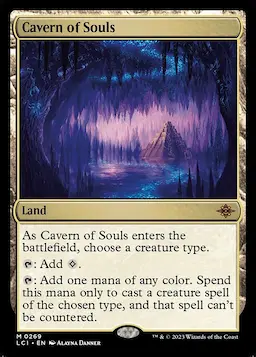 Cavern of Souls
Land
As Cavern of Souls enters the
battlefield, choose a creature type.
: Add .
: Add one mana of any color. Spend
this mana only to cast a creature spell
of the chosen type, and that spell can't
be countered.
M 0269
LCI • EN ALAYNA DANNER
™ & © 2023 Wizards of the Coast